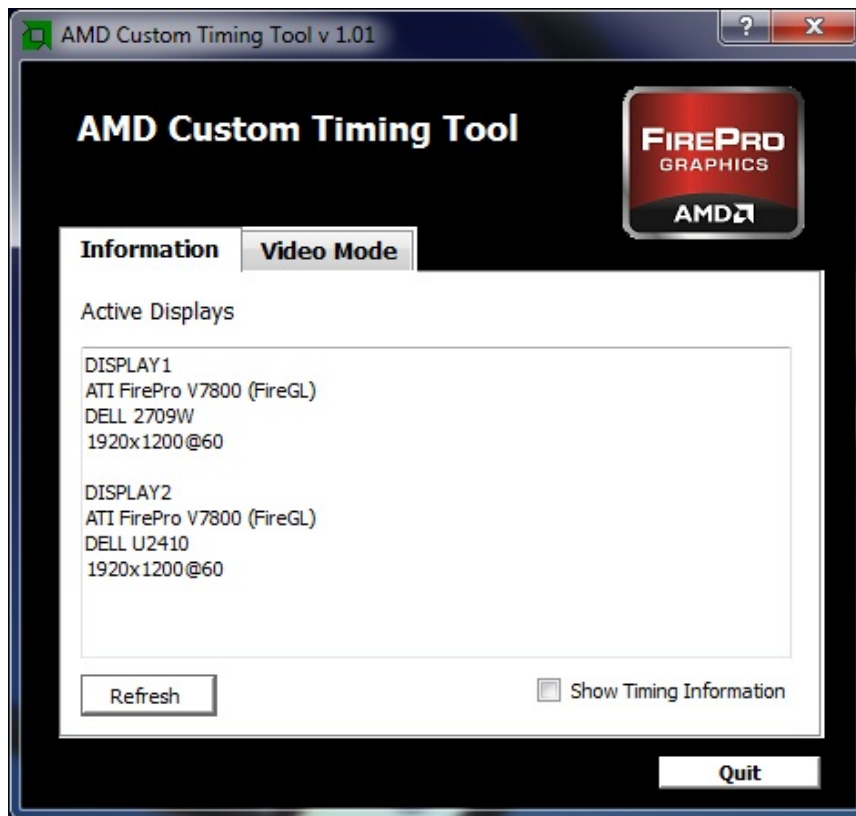 AMD Custom Timing Tool v 1.01
?
X
AMD Custom Timing Tool
FIREPRO
GRAPHICS
AMD
Information
Video Mode
Active Displays
DISPLAY1
ATI FirePro V7800 (FireGL)
DELL 2709W
1920x1200@60
DISPLAY2
ATI FirePro V7800 (FireGL)
DELL U2410
1920x1200@60
Refresh
Show Timing Information
Quit